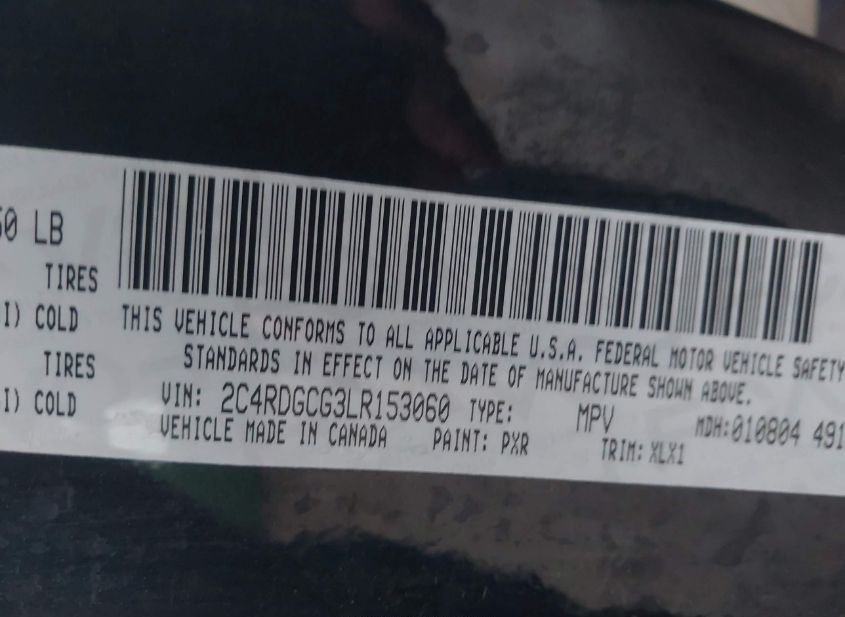 50 LB
TIRES
I) COLD
TIRES
I) COLD
THIS VEHICLE CONFORMS TO ALL APPLICABLE U.S.A. FEDERAL MOTOR VEHICLE SAFETY
STANDARDS IN EFFECT ON THE DATE OF MANUFACTURE SHOWN ABOVE.
VIN: 2C4RDGCG3LR153060 TYPE: MPV MDH:010804 491
VEHICLE MADE IN CANADA PAINT: PXR TRIM: XLX1